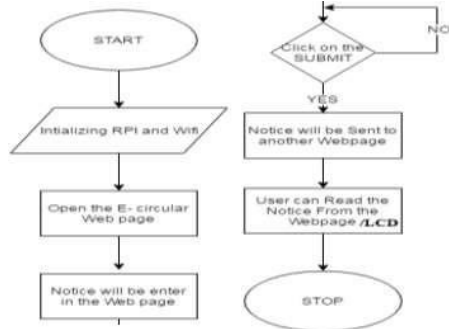 START
Intializing RPI and Wifi
Open the E- circular
Web page
Notice will be enter
in the Web page
Click on the
SUBMIT
NO
YES
Notice will be Sent to
another Webpage
User can Read the
Notice From the
Webpage /LCD
STOP